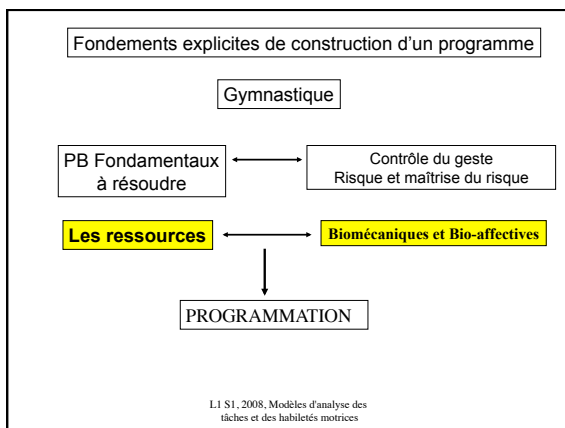 Fondements explicites de construction d'un programme
Gymnastique
PB Fondamentaux
à résoudre
Contrôle du geste
Risque et maîtrise du risque
Les ressources
Biomécaniques et Bio-affectives
PROGRAMMATION
L1 S1, 2008, Modèles d'analyse des
tâches et des habiletés motrices